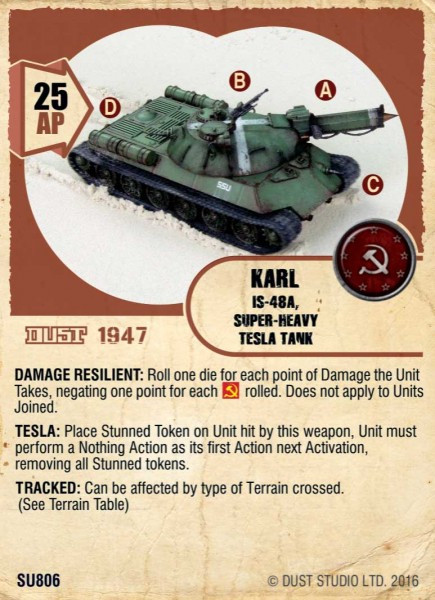 25
AP
B
A
D
C
SSU
KARL
IS-48A,
SUPER-HEAVY
TESLA TANK
DUST 1947
DAMAGE RESILIENT: Roll one die for each point of Damage the Unit
Takes, negating one point for each rolled. Does not apply to Units
Joined.
TESLA: Place Stunned Token on Unit hit by this weapon, Unit must
perform a Nothing Action as its first Action next Activation,
removing all Stunned tokens.
TRACKED: Can be affected by type of Terrain crossed.
(See Terrain Table)
SU806
© DUST STUDIO LTD. 2016